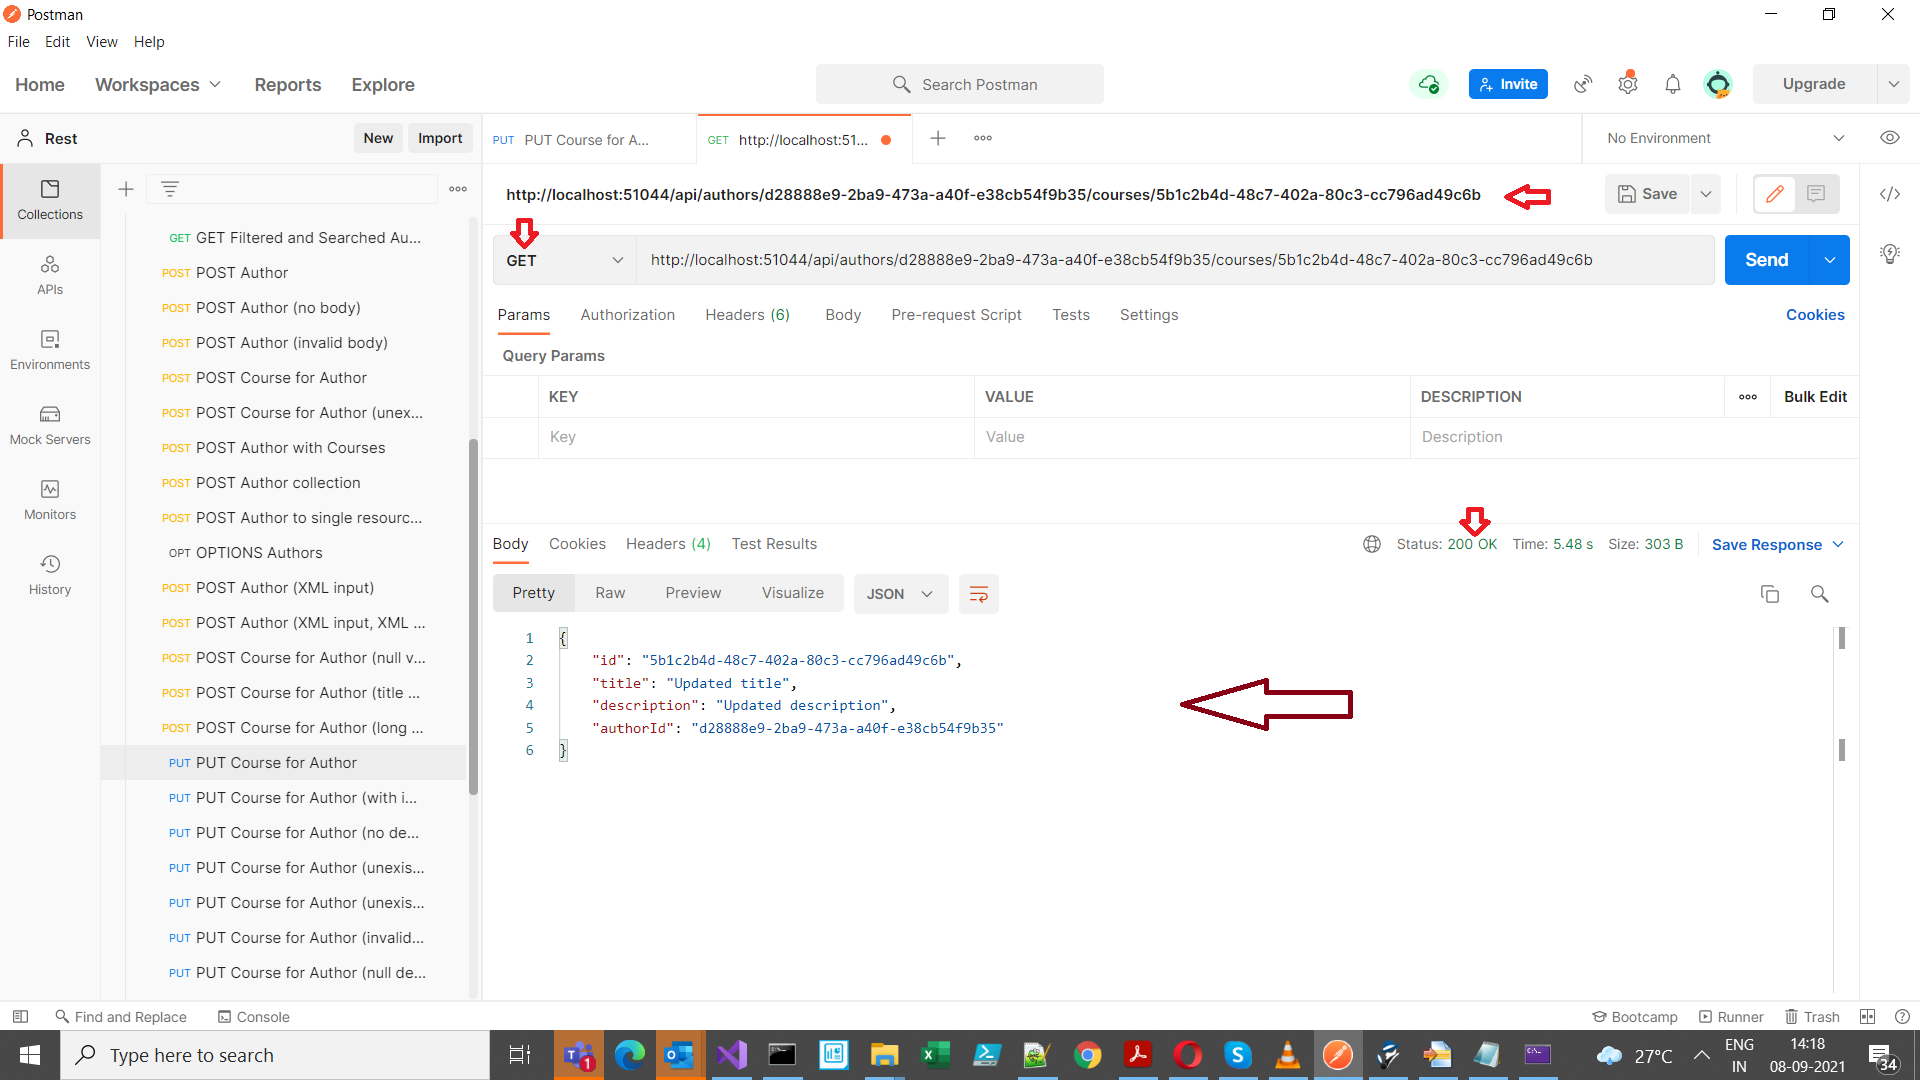 Postman
File Edit View Help
Home Workspaces Reports Explore Search Postman Invite Upgrade
Rest New Import PUT PUT Course for A... GET http://localhost:51... No Environment
http://localhost:51044/api/authors/d28888e9-2ba9-473a-a40f-e38cb54f9b35/courses/5b1c2b4d-48c7-402a-80c3-cc796ad49c6b Save
Collections
APIs
Environments
Mock Servers
Monitors
History
GET GET Filtered and Searched Au...
POST POST Author
POST POST Author (no body)
POST POST Author (invalid body)
POST POST Course for Author
POST POST Course for Author (unex...
POST POST Author with Courses
POST POST Author collection
POST POST Author to single resourc...
OPT OPTIONS Authors
POST POST Author (XML input)
POST POST Author (XML input, XML ...
POST POST Course for Author (null v...
POST POST Course for Author (title ...
POST POST Course for Author (long ...
PUT PUT Course for Author
PUT PUT Course for Author (with i...
PUT PUT Course for Author (no de...
PUT PUT Course for Author (unexis...
PUT PUT Course for Author (unexis...
PUT PUT Course for Author (invalid...
PUT PUT Course for Author (null de...
GET http://localhost:51044/api/authors/d28888e9-2ba9-473a-a40f-e38cb54f9b35/courses/5b1c2b4d-48c7-402a-80c3-cc796ad49c6b Send
Params Authorization Headers (6) Body Pre-request Script Tests Settings Cookies
Query Params
KEY VALUE DESCRIPTION Bulk Edit
Key Value Description
Body Cookies Headers (4) Test Results Status: 200 OK Time: 5.48 s Size: 303 B Save Response
Pretty Raw Preview Visualize JSON
1 {
2 "id": "5b1c2b4d-48c7-402a-80c3-cc796ad49c6b",
3 "title": "Updated title",
4 "description": "Updated description",
5 "authorId": "d28888e9-2ba9-473a-a40f-e38cb54f9b35"
6 }
Find and Replace Console Bootcamp Runner Trash
Type here to search 1 27°C ENG 14:18
IN 08-09-2021 34